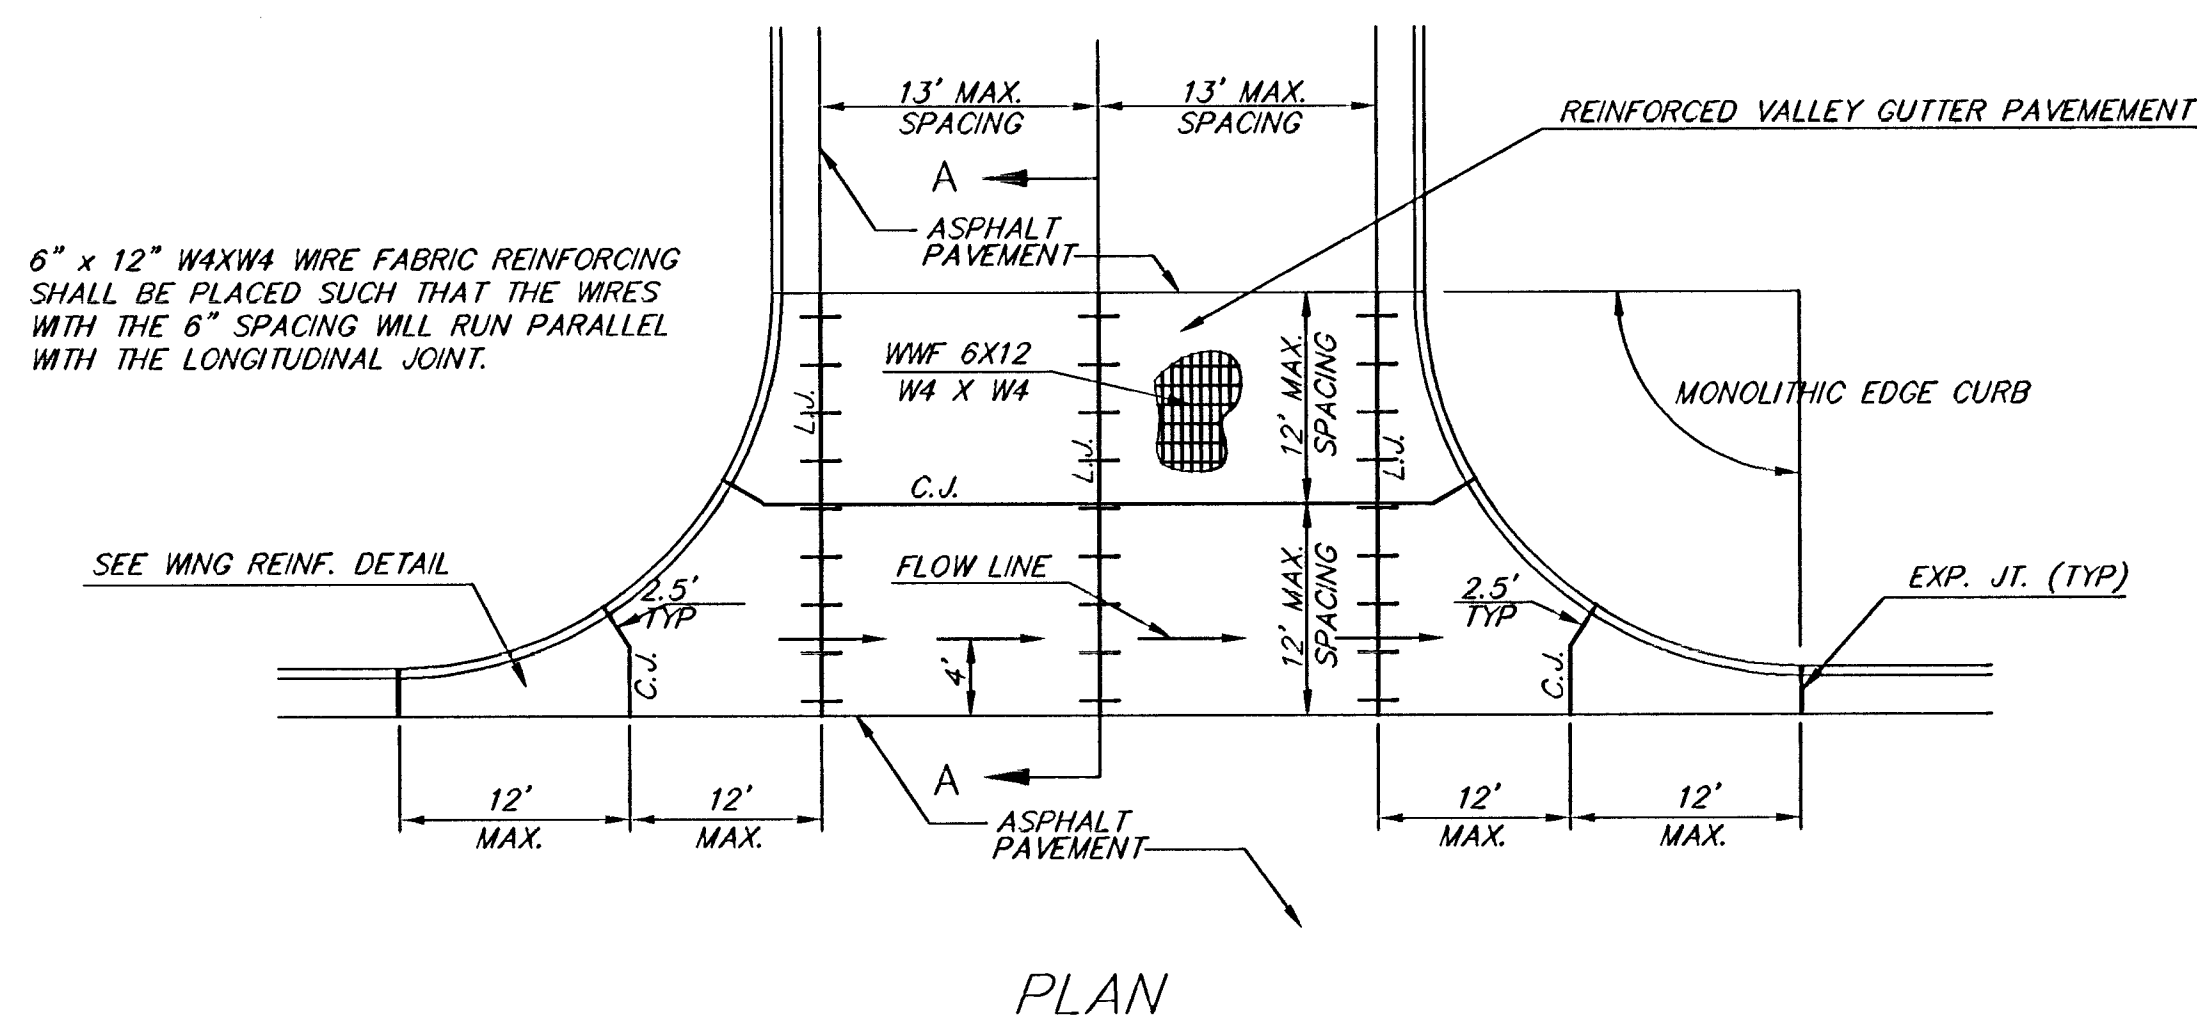 13' MAX.
SPACING
13' MAX.
SPACING
REINFORCED VALLEY GUTTER PAVEMEMENT
A
ASPHALT
PAVEMENT
6" x 12" W4XW4 WIRE FABRIC REINFORCING
SHALL BE PLACED SUCH THAT THE WIRES
WITH THE 6" SPACING WILL RUN PARALLEL
WITH THE LONGITUDINAL JOINT.
WWF 6X12
W4 X W4
12' MAX.
SPACING
MONOLITHIC EDGE CURB
L.J.
L.J.
L.J.
C.J.
SEE WING REINF. DETAIL
2.5'
TYP
C.J.
FLOW LINE
4'
12' MAX.
SPACING
2.5'
TYP
C.J.
EXP. JT. (TYP)
A
12'
MAX.
12'
MAX.
ASPHALT
PAVEMENT
12'
MAX.
12'
MAX.
PLAN